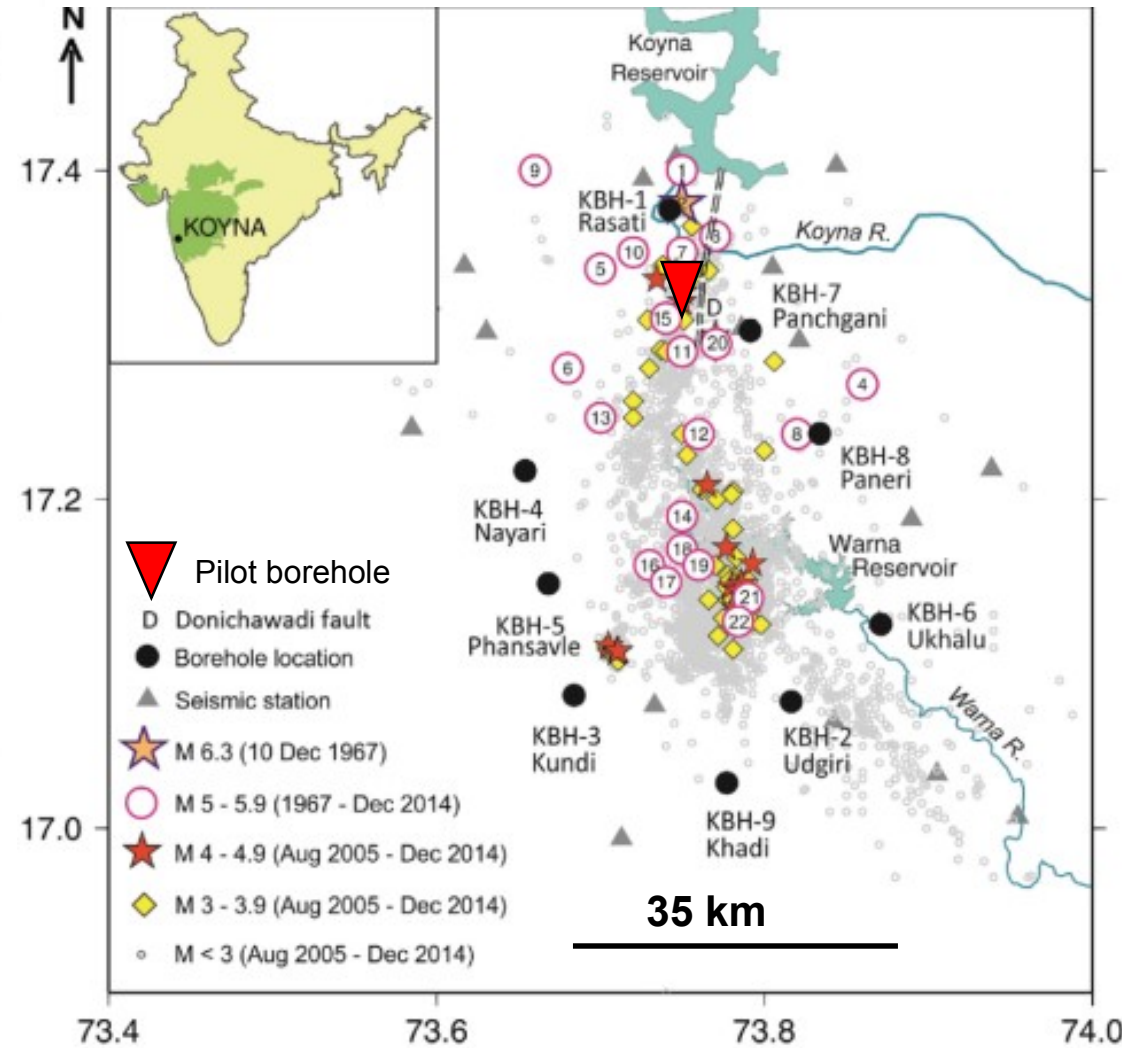 N
KOYNA
Koyna
Reservoir
17.4
9
1
KBH-1
Rasati
3
Koyna R.
10
7
5
KBH-7
Panchgani
D
15
20
11
6
4
13
12
8
KBH-8
Paneri
KBH-4
Nayari
17.2
14
18
16
19
17
Warna
Reservoir
21
22
KBH-5
Phansavle
KBH-6
Ukhalu
KBH-3
Kundi
KBH-2
Udgiri
Warna R.
17.0
KBH-9
Khadi
Pilot borehole
D Donichawadi fault
Borehole location
Seismic station
M 6.3 (10 Dec 1967)
M 5 - 5.9 (1967 - Dec 2014)
M 4 - 4.9 (Aug 2005 - Dec 2014)
M 3 - 3.9 (Aug 2005 - Dec 2014)
M < 3 (Aug 2005 - Dec 2014)
35 km
73.4
73.6
73.8
74.0